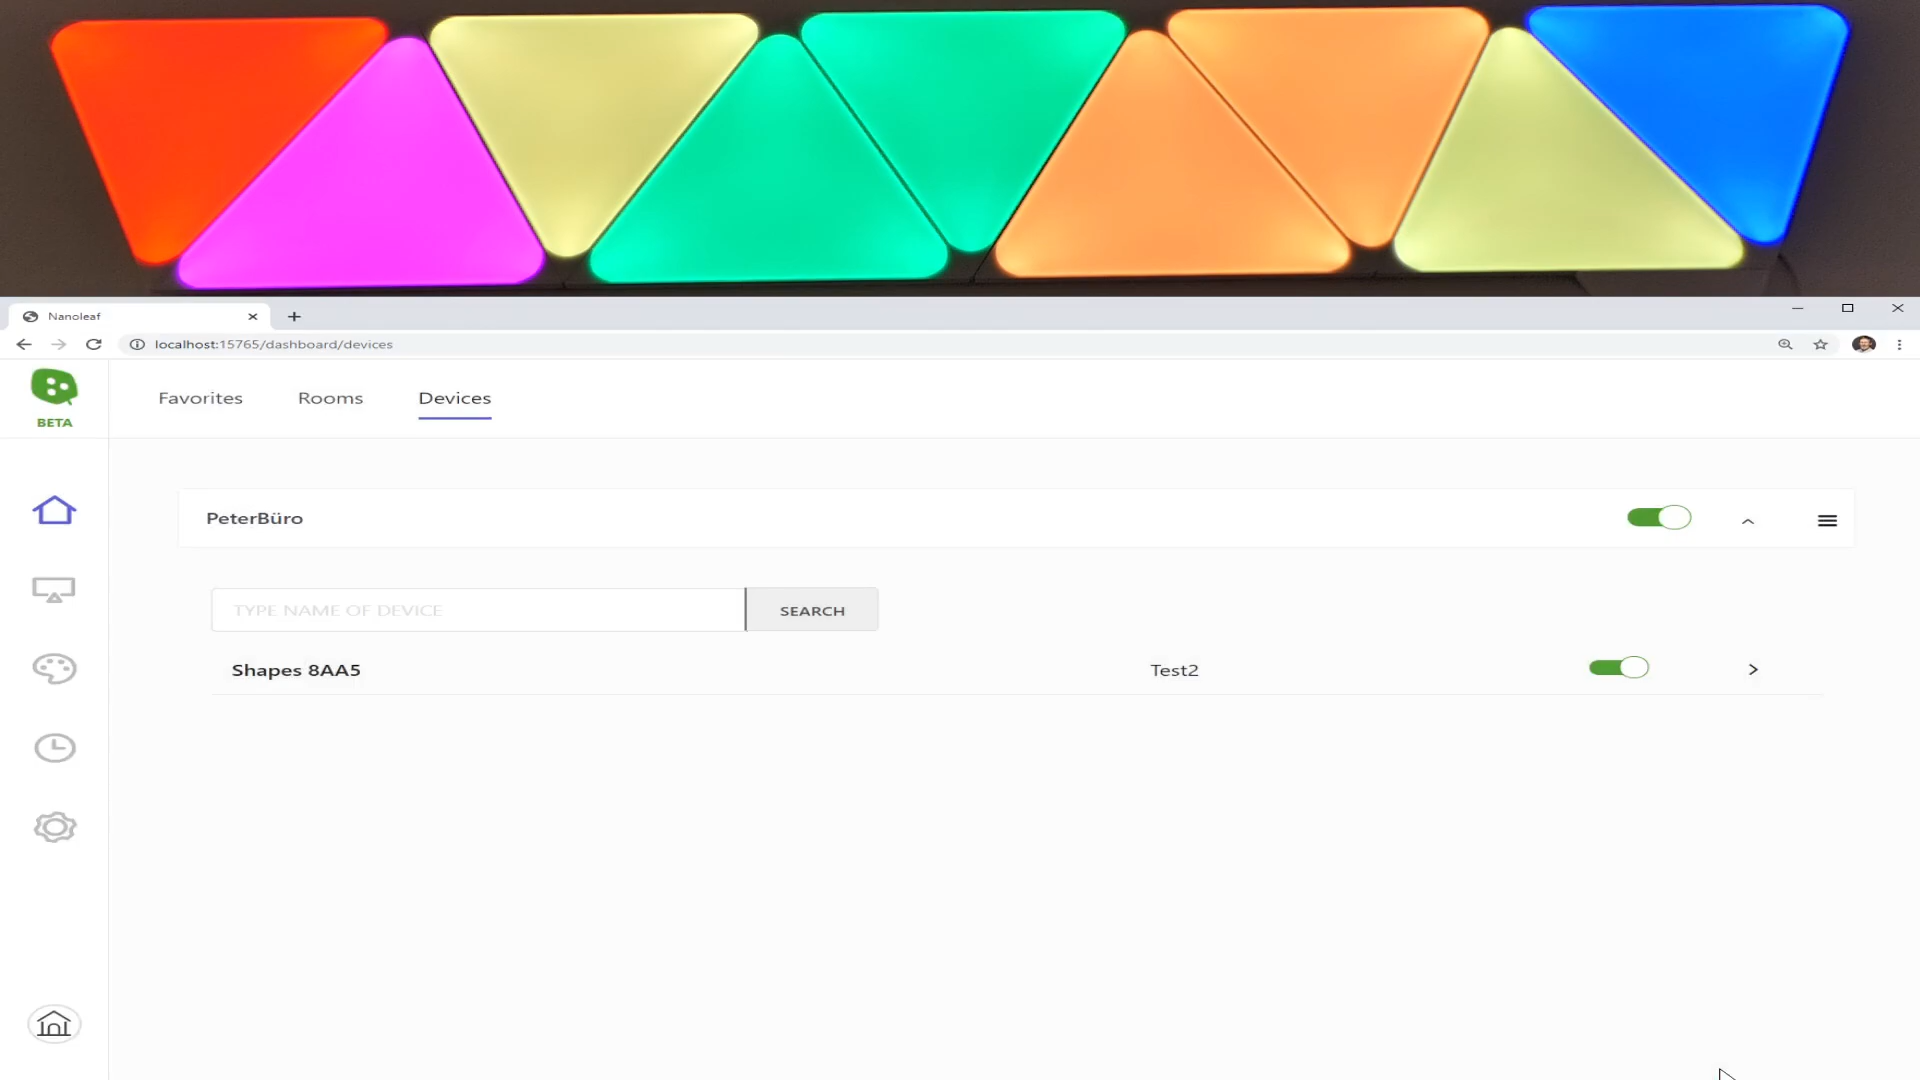 Nanoleaf
localhost:15765/dashboard/devices
BETA
Favorites
Rooms
Devices
PeterBüro
TYPE NAME OF DEVICE
SEARCH
Shapes 8AA5
Test2